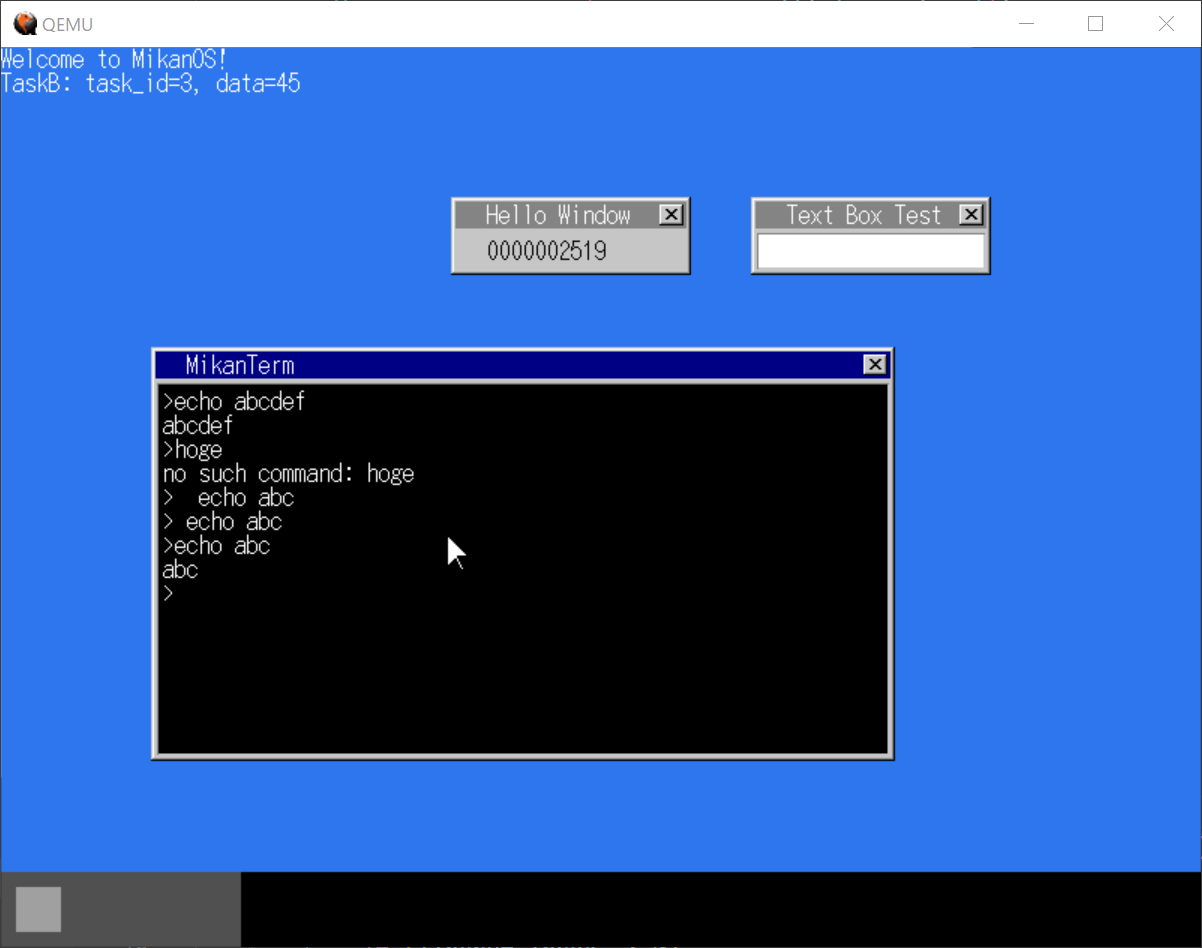 QEMU
Welcome to MikanOS!
TaskB: task_id=3, data=45
Hello Window
0000002519
Text Box Test
MikanTerm
>echo abcdef
abcdef
>hoge
no such command: hoge
>  echo abc
> echo abc
>echo abc
abc
>